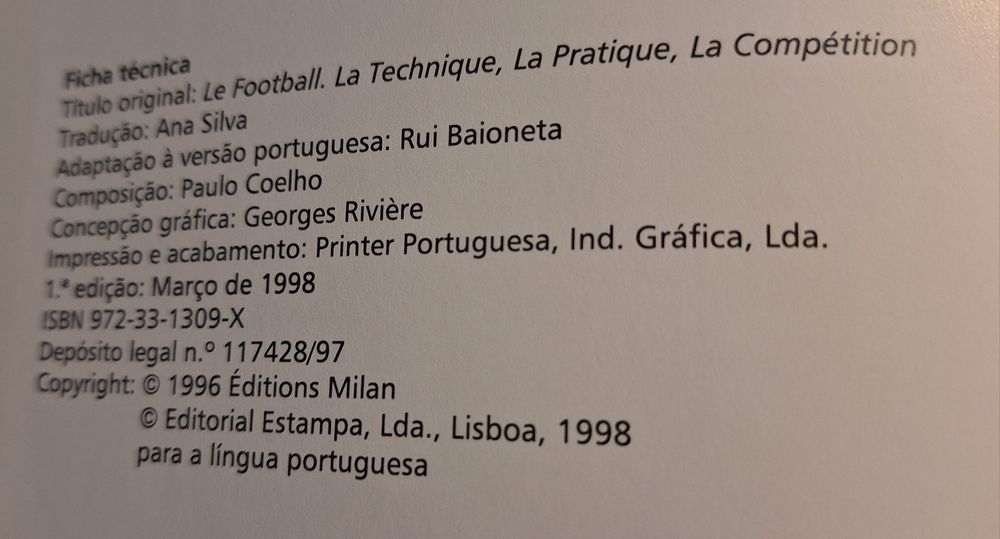 Ficha técnica
Título original: Le Football. La Technique, La Pratique, La Compétition
Tradução: Ana Silva
Adaptação à versão portuguesa: Rui Baioneta
Composição: Paulo Coelho
Concepção gráfica: Georges Rivière
Impressão e acabamento: Printer Portuguesa, Ind. Gráfica, Lda.
1.ª edição: Março de 1998
ISBN 972-33-1309-X
Depósito legal n.º 117428/97
Copyright: © 1996 Éditions Milan
© Editorial Estampa, Lda., Lisboa, 1998
para a língua portuguesa